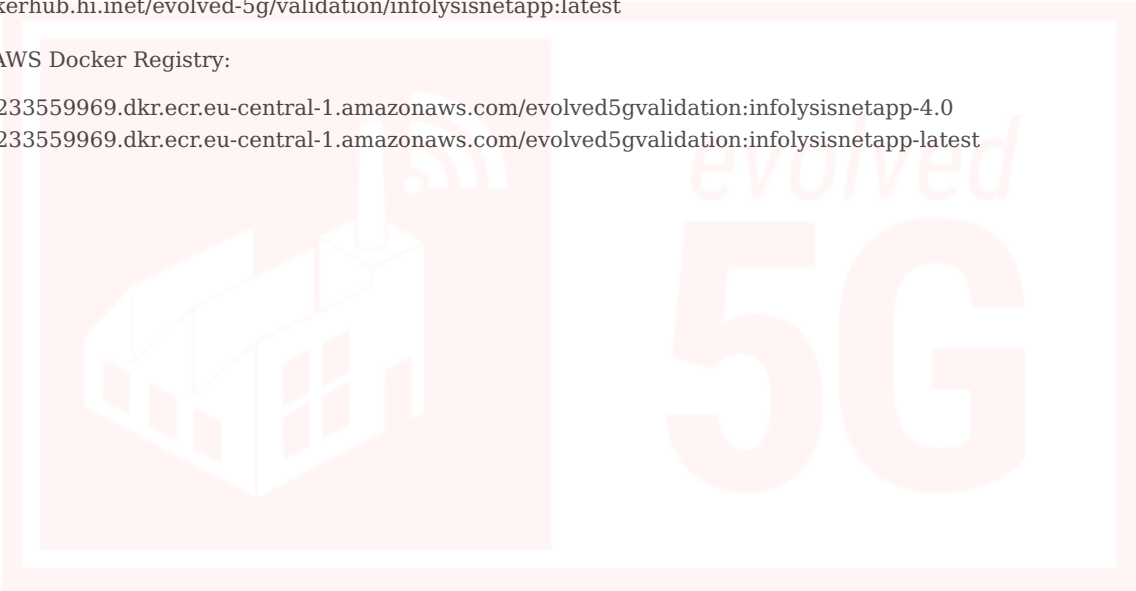 kerhub.hi.inet/evolved-5g/validation/infolysisnetapp:latest
AWS Docker Registry:
233559969.dkr.ecr.eu-central-1.amazonaws.com/evolved5gvalidation:infolysisnetapp-4.0
233559969.dkr.ecr.eu-central-1.amazonaws.com/evolved5gvalidation:infolysisnetapp-latest
evolved
5G